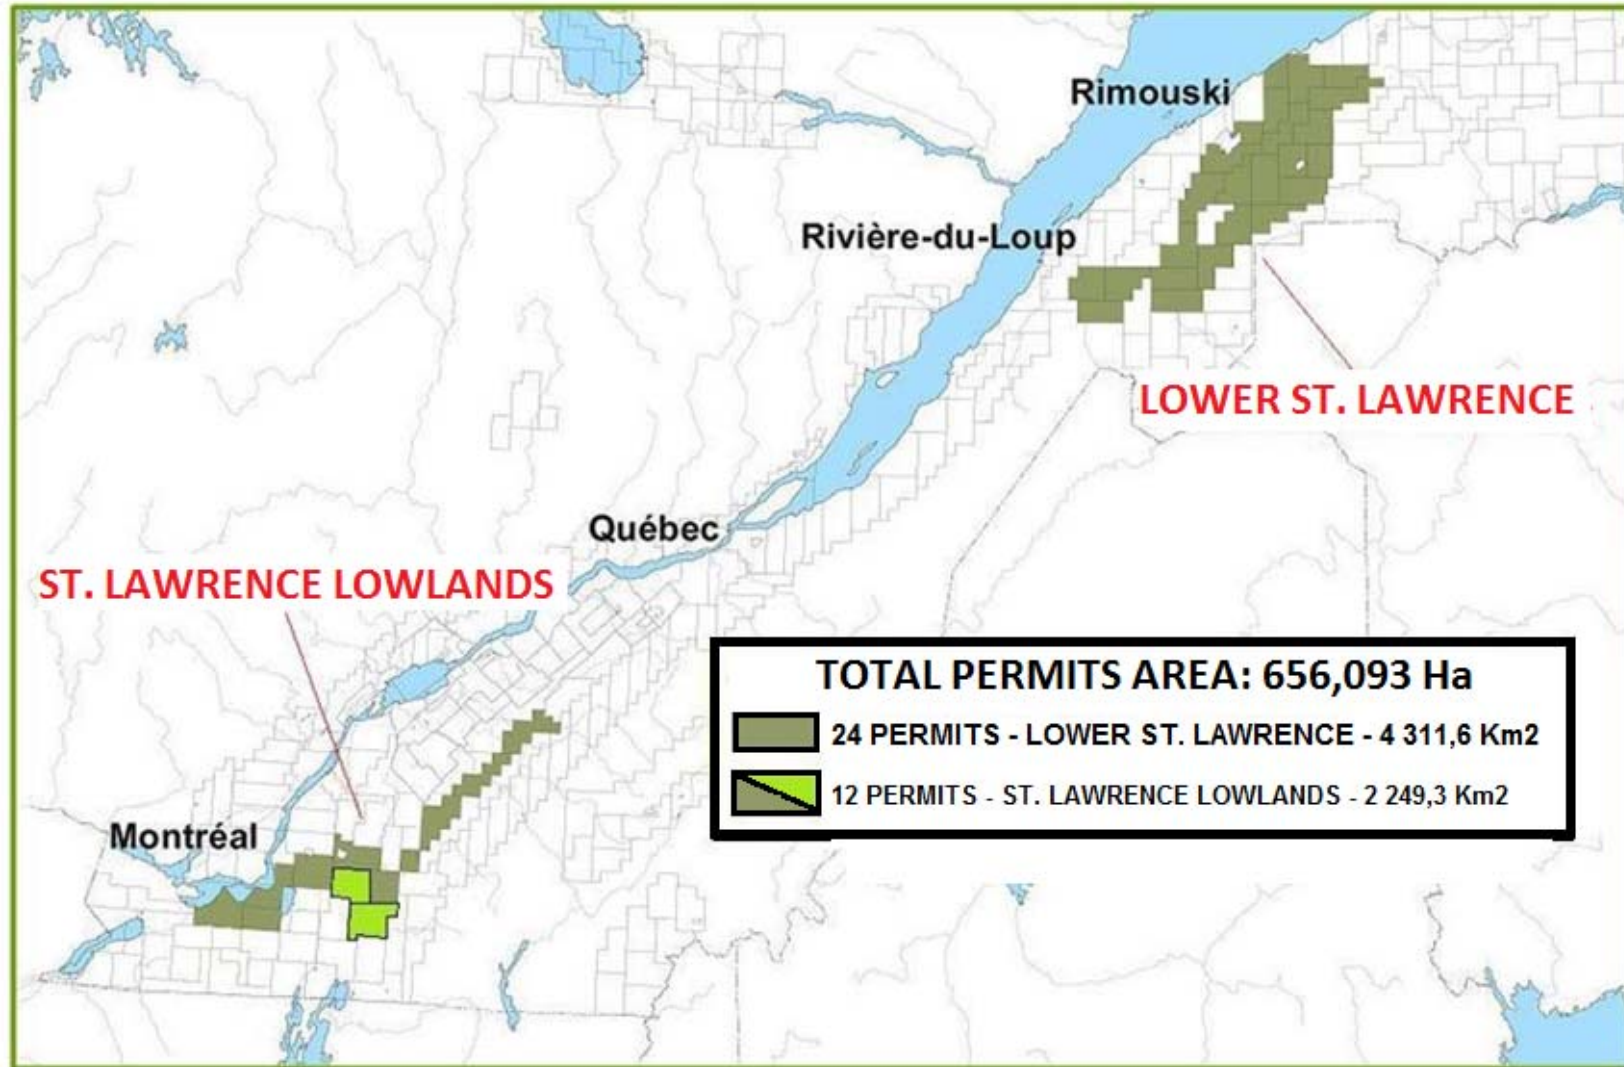 Rimouski
Rivière-du-Loup
LOWER ST. LAWRENCE
Québec
ST. LAWRENCE LOWLANDS
Montréal
TOTAL PERMITS AREA: 656,093 Ha
24 PERMITS - LOWER ST. LAWRENCE - 4 311,6 Km2
12 PERMITS - ST. LAWRENCE LOWLANDS - 2 249,3 Km2